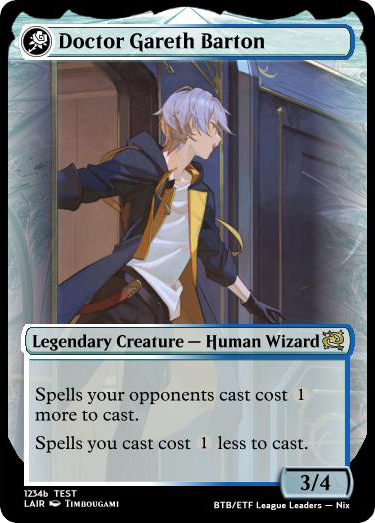 Doctor Gareth Barton
Legendary Creature — Human Wizard
Spells your opponents cast cost 1
more to cast.
Spells you cast cost 1 less to cast.
3/4
1234b TEST
LAIR Timbougami
BTB/ETF League Leaders — Nix